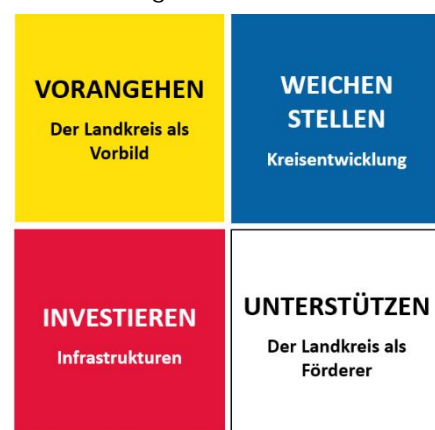 VORANGEHEN
Der Landkreis als
Vorbild
WEICHEN
STELLEN
Kreisentwicklung
INVESTIEREN
Infrastrukturen
UNTERSTÜTZEN
Der Landkreis als
Förderer